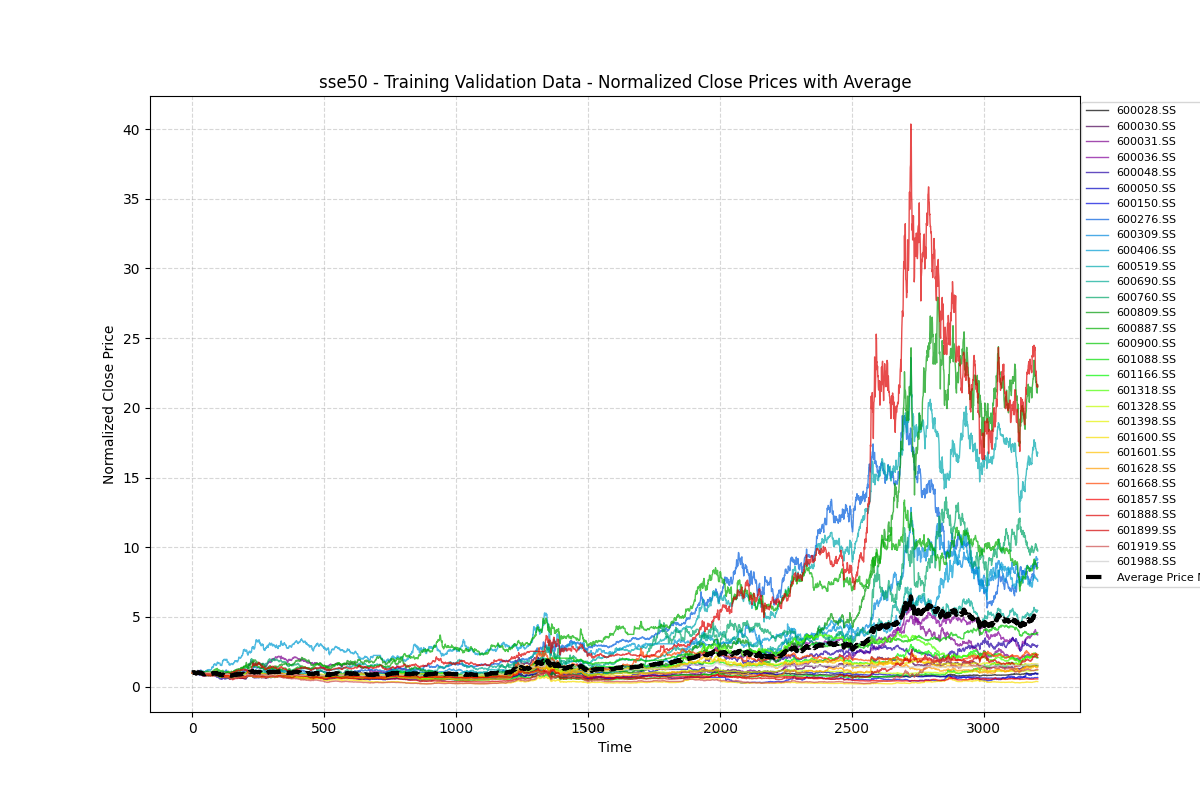 sse50 - Training Validation Data - Normalized Close Prices with Average
Normalized Close Price
40
35
30
25
20
15
10
5
0
0
500
1000
1500
2000
2500
3000
Time
600028.SS
600030.SS
600031.SS
600036.SS
600048.SS
600050.SS
600150.SS
600276.SS
600309.SS
600406.SS
600519.SS
600690.SS
600760.SS
600809.SS
600887.SS
600900.SS
601088.SS
601166.SS
601318.SS
601328.SS
601398.SS
601600.SS
601601.SS
601628.SS
601668.SS
601857.SS
601888.SS
601899.SS
601919.SS
601988.SS
Average Price